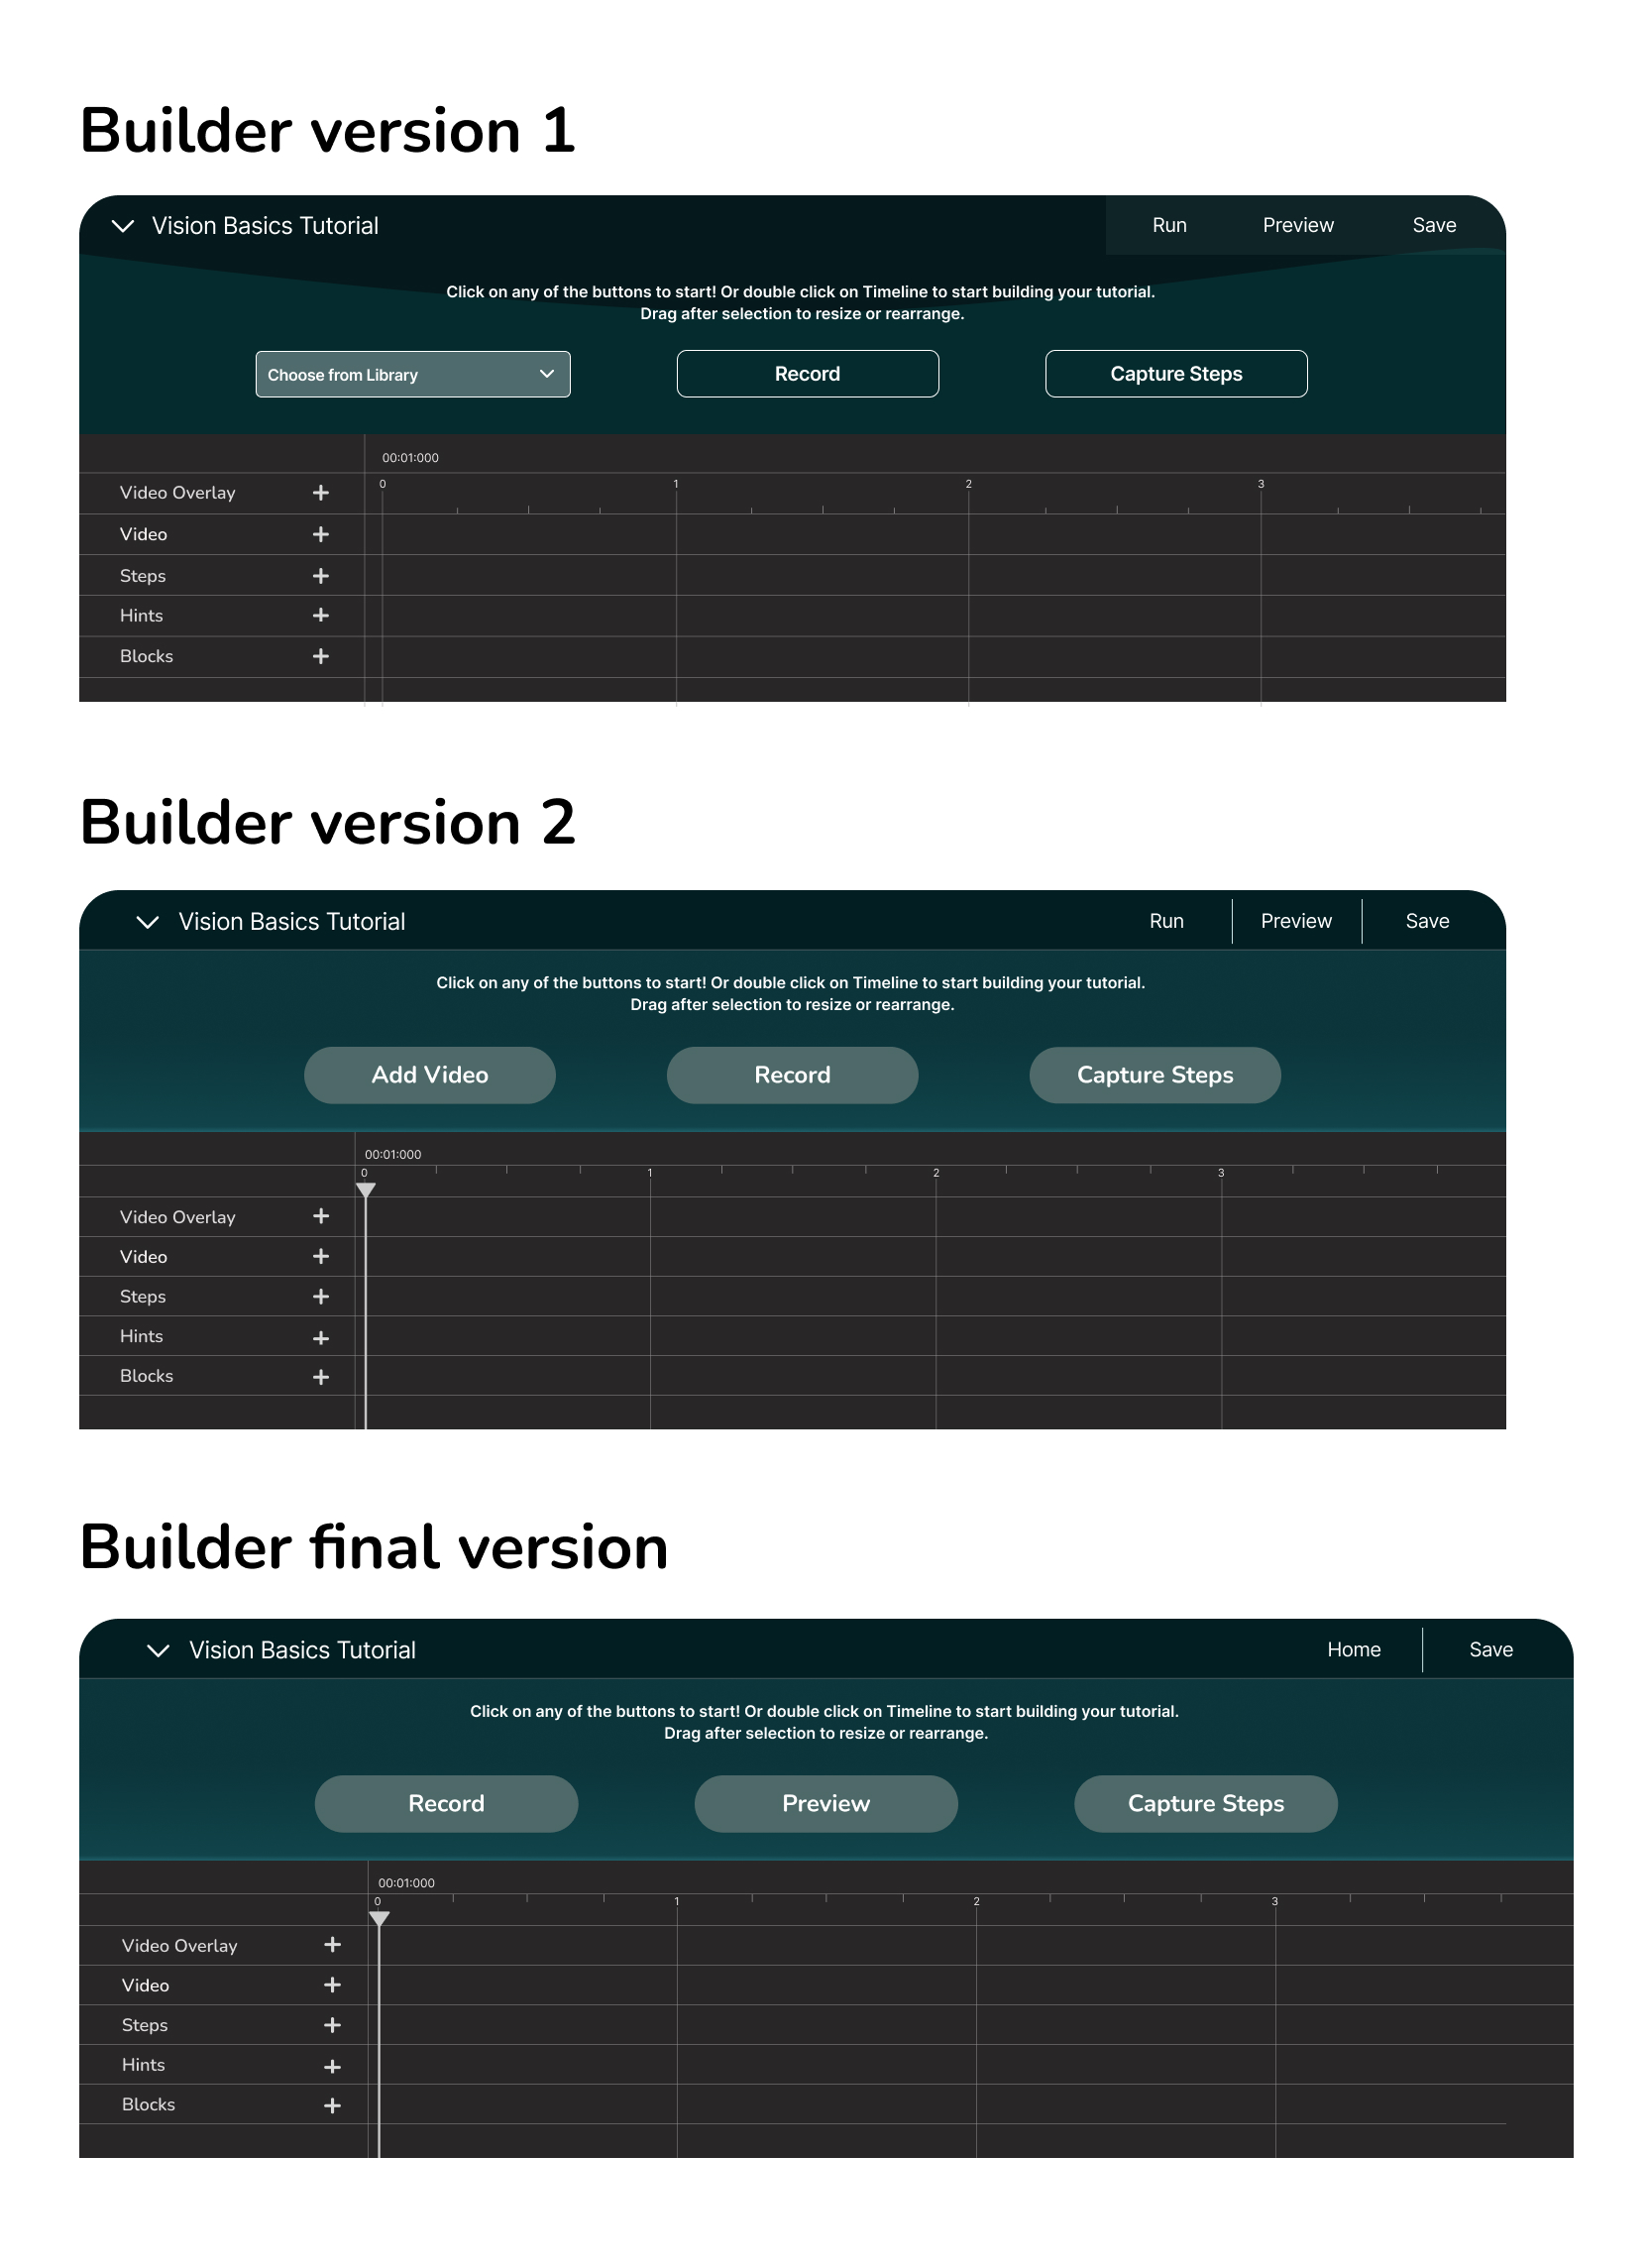 Builder version 1
Vision Basics Tutorial
Run Preview Save
Click on any of the buttons to start! Or double click on Timeline to start building your tutorial.
Drag after selection to resize or rearrange.
Choose from Library
Record
Capture Steps
00:01:000
0 1 2 3
Video Overlay
Video
Steps
Hints
Blocks
Builder version 2
Vision Basics Tutorial
Run Preview Save
Click on any of the buttons to start! Or double click on Timeline to start building your tutorial.
Drag after selection to resize or rearrange.
Add Video
Record
Capture Steps
00:01:000
0 1 2 3
Video Overlay
Video
Steps
Hints
Blocks
Builder final version
Vision Basics Tutorial
Home Save
Click on any of the buttons to start! Or double click on Timeline to start building your tutorial.
Drag after selection to resize or rearrange.
Record
Preview
Capture Steps
00:01:000
0 1 2 3
Video Overlay
Video
Steps
Hints
Blocks